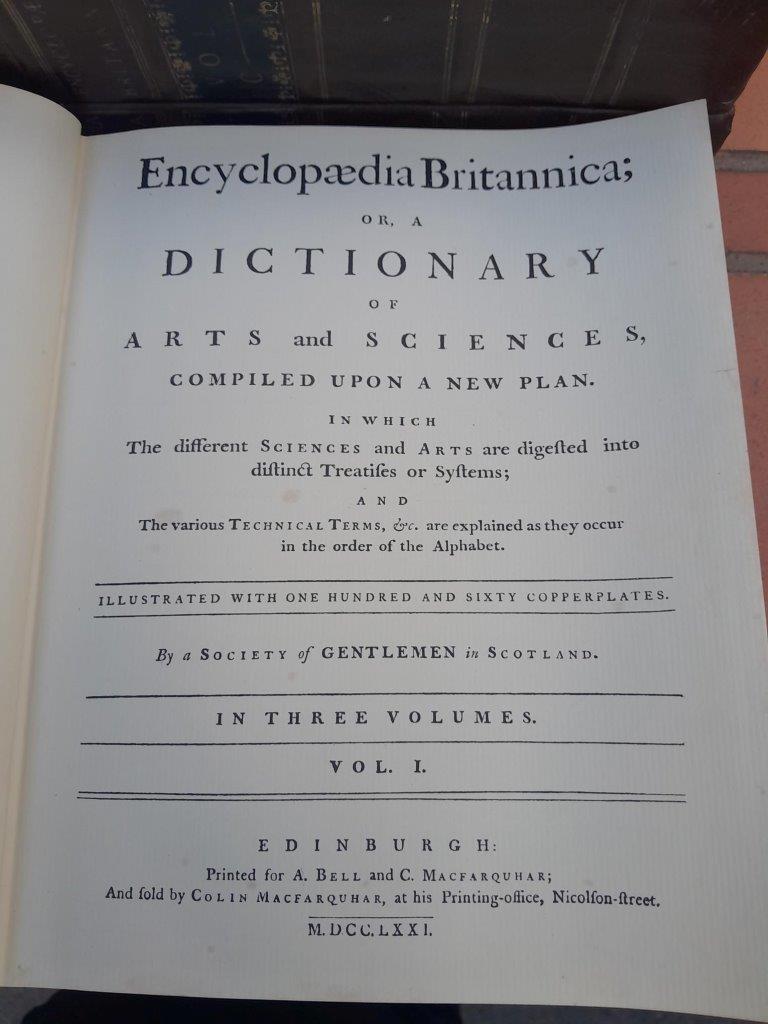 Encyclopædia Britannica;
OR, A
DICTIONARY
OF
ARTS and SCIENCES,
COMPILED UPON A NEW PLAN.
IN WHICH
The different SCIENCES and ARTS are digeſted into
diſtinct Treatiſes or Syſtems;
AND
The various TECHNICAL TERMS, &c. are explained as they occur
in the order of the Alphabet.
ILLUSTRATED WITH ONE HUNDRED AND SIXTY COPPERPLATES.
By a SOCIETY of GENTLEMEN in SCOTLAND.
IN THREE VOLUMES.
VOL. I.
EDINBURGH:
Printed for A. BELL and C. MACFARQUHAR;
And ſold by COLIN MACFARQUHAR, at his Printing-office, Nicolſon-ſtreet.
M.DCC.LXXI.